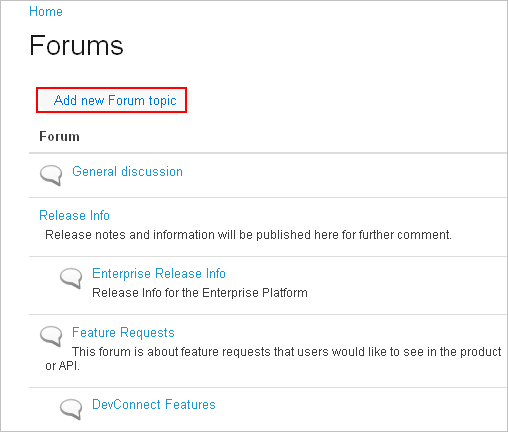 Home
Forums
Add new Forum topic
Forum
General discussion
Release Info
Release notes and information will be published here for further comment.
Enterprise Release Info
Release Info for the Enterprise Platform
Feature Requests
This forum is about feature requests that users would like to see in the product
or API.
DevConnect Features